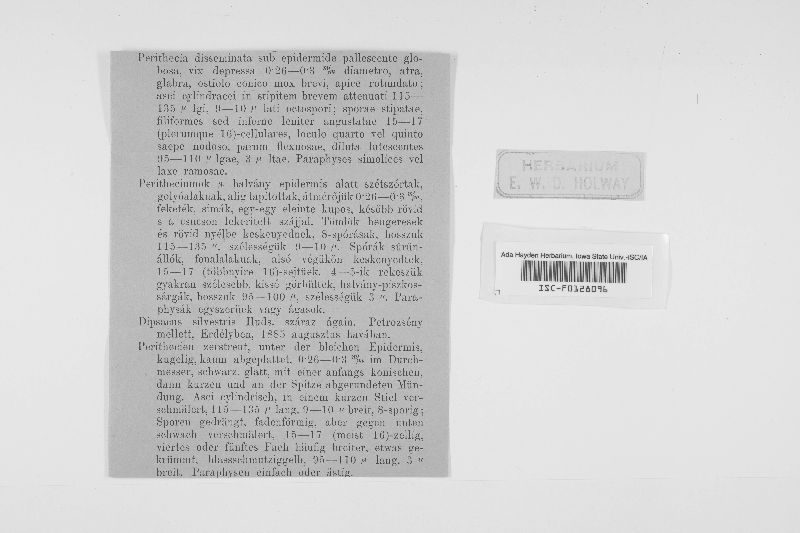 Perithecia disseminata sub epidermide pallescente glo-
bosa, vix depressa 0·26—0·3 m/m diametro, atra,
glabra, ostiolo conico mox brevi, apice rotundato;
asci cylindracei in stipitem brevem attenuati 115—
135 μ lgi, 9—10 μ lati octospori; sporae stipatae,
filiformes sed inferne leniter angustatae 15—17
(plerumque 16)-cellulares, loculo quarto vel quinto
saepe nodoso, parum flexuosae, dilute lutescentes
95—110 μ lgae, 3 μ ltae. Paraphyses simplices vel
laxe ramosae.
Peritheciumok a halvány epidermis alatt szétszórtak,
golyóalakuak, alig lapitottak, átmérőjük 0·26—0·3 m/m,
feketék, simák, egy-egy eleinte kupos, később rövid
s a csucson lekeritett szájjal. Tömlők hengeresek
és rövid nyélbe keskenyednek, 8-spórásak, hosszuk
115—135 μ, szélességük 9—10 μ. Spórák sürün-
állók, fonalalakuak, alsó végükön keskenyedtek,
15—17 (többnyire 16)-sejtüek, 4—5-ik rekeszük
gyakran szélesebb, kissé görbültek, halvány-piszkos-
sárgák, hosszuk 95—100 μ, szélességük 3 μ. Para-
physák egyszerüek vagy ágasok.
Dipsacus silvestris Huds. száraz ágain. Petrozsény
mellett, Erdélyben, 1885 augusztus havában.
Perithecien zerstreut, unter der bleichen Epidermis,
kugelig, kaum abgeplattet, 0·26—0·3 m/m im Durch-
messer, schwarz, glatt, mit einer anfangs konischen,
dann kurzen und an der Spitze abgerundeten Mün-
dung. Asci cylindrisch, in einem kurzen Stiel ver-
schmälert, 115—135 μ lang, 9—10 μ breit, 8-sporig;
Sporen gedrängt, fadenförmig, aber gegen unten
schwach verschmälert, 15—17 (meist 16)-zellig,
viertes oder fünftes Fach häufig breiter, etwas ge-
krümmt, blassschmutziggelb, 95—110 μ lang, 3 μ
breit. Paraphysen einfach oder ästig.
HERBARIUM
E. W. D. HOLWAY
Ada Hayden Herbarium, Iowa State Univ.-ISC/IA
ISC-F0128096